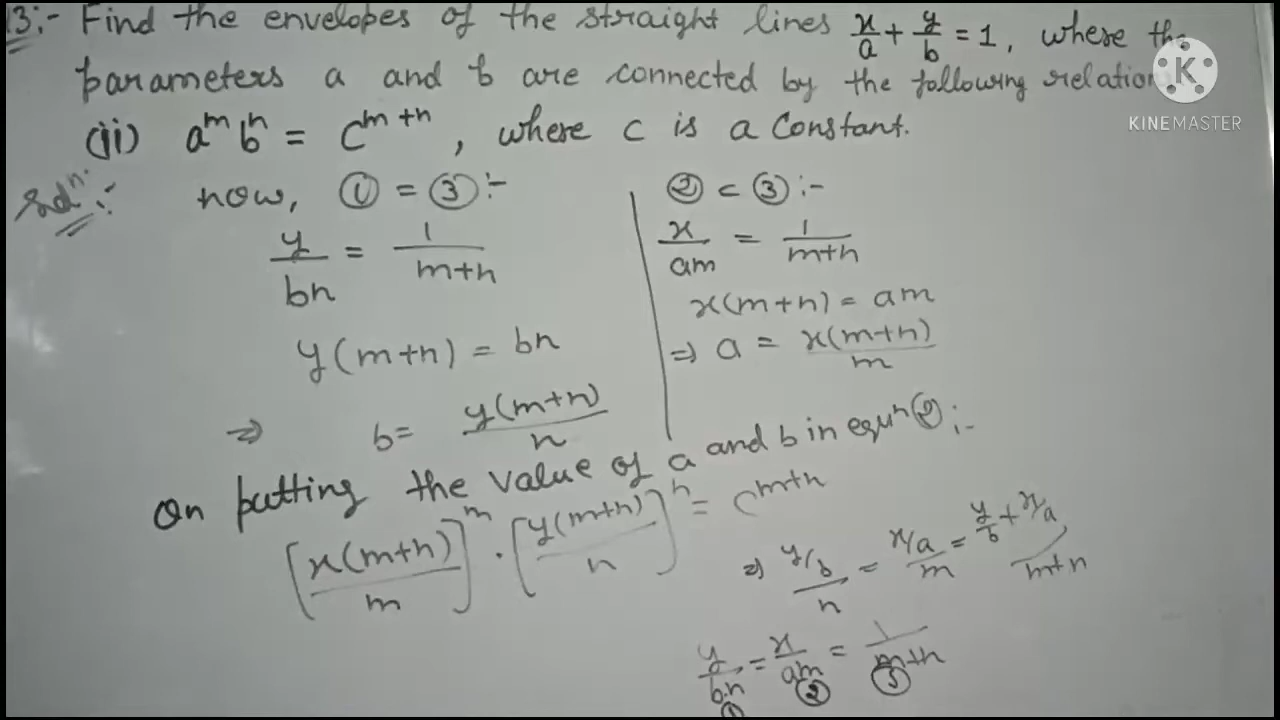 13:- Find the envelopes of the straight lines x/a + y/b = 1, where the
parameters a and b are connected by the following relation
(ii) a^m b^n = c^(m+n), where c is a constant.
Solⁿ:- now, ① = ③:-
y/bn = 1/(m+n)
y(m+n) = bn
⇒ b = y(m+n)/n
② < ③:-
x/am = 1/(m+n)
x(m+n) = am
⇒ a = x(m+n)/m
On putting the value of a and b in equⁿ ②:-
[x(m+n)/m]^m · [y(m+n)/n]^n = c^(m+n)
⇒ (y/b)/n = (x/a)/m = (y/b + x/a)/(m+n)
y/bn = x/am = 1/(m+n)
① ② ③
KINEMASTER